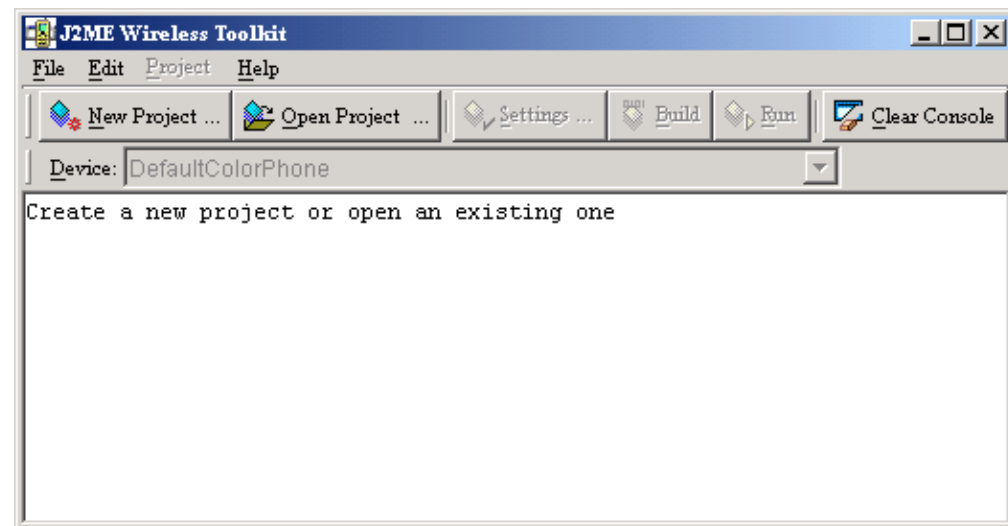 J2ME Wireless Toolkit
File Edit Project Help
New Project ... Open Project ... Settings ... Build Run Clear Console
Device: DefaultColorPhone
Create a new project or open an existing one